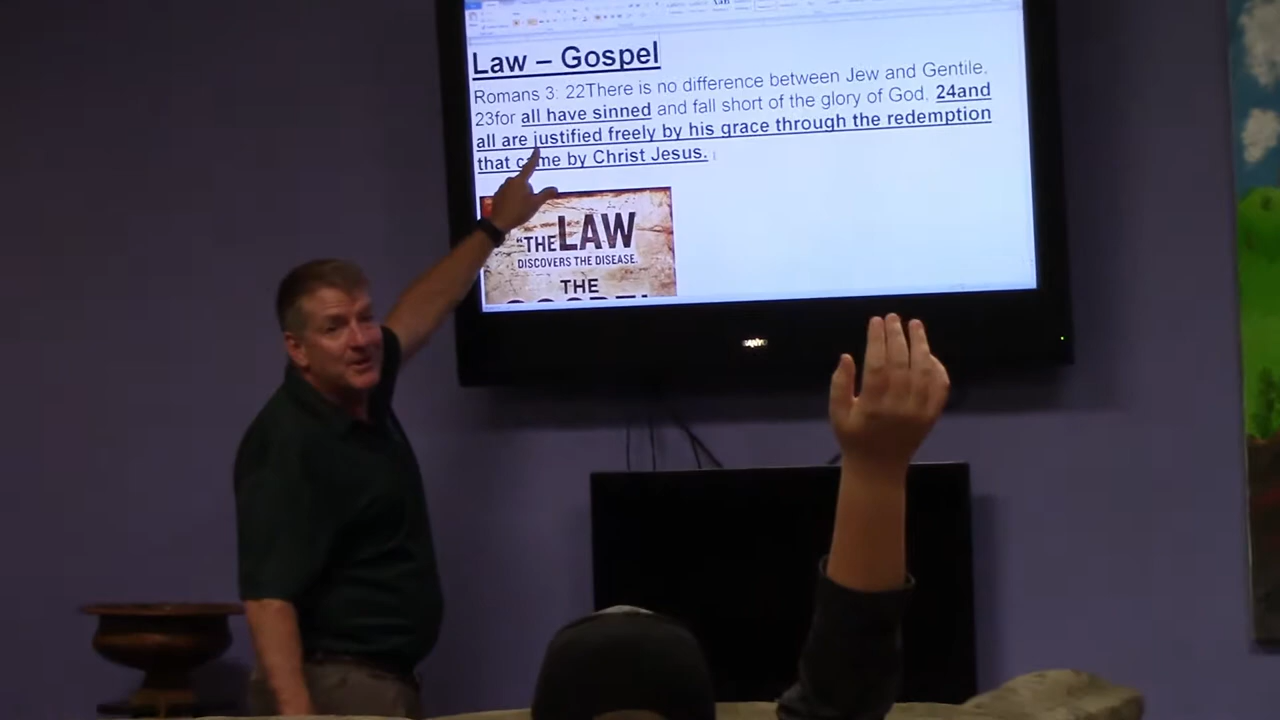 Law – Gospel
Romans 3: 22There is no difference between Jew and Gentile,
23for all have sinned and fall short of the glory of God, 24and
all are justified freely by his grace through the redemption
that came by Christ Jesus.
"THE LAW
DISCOVERS THE DISEASE.
THE
SANYO